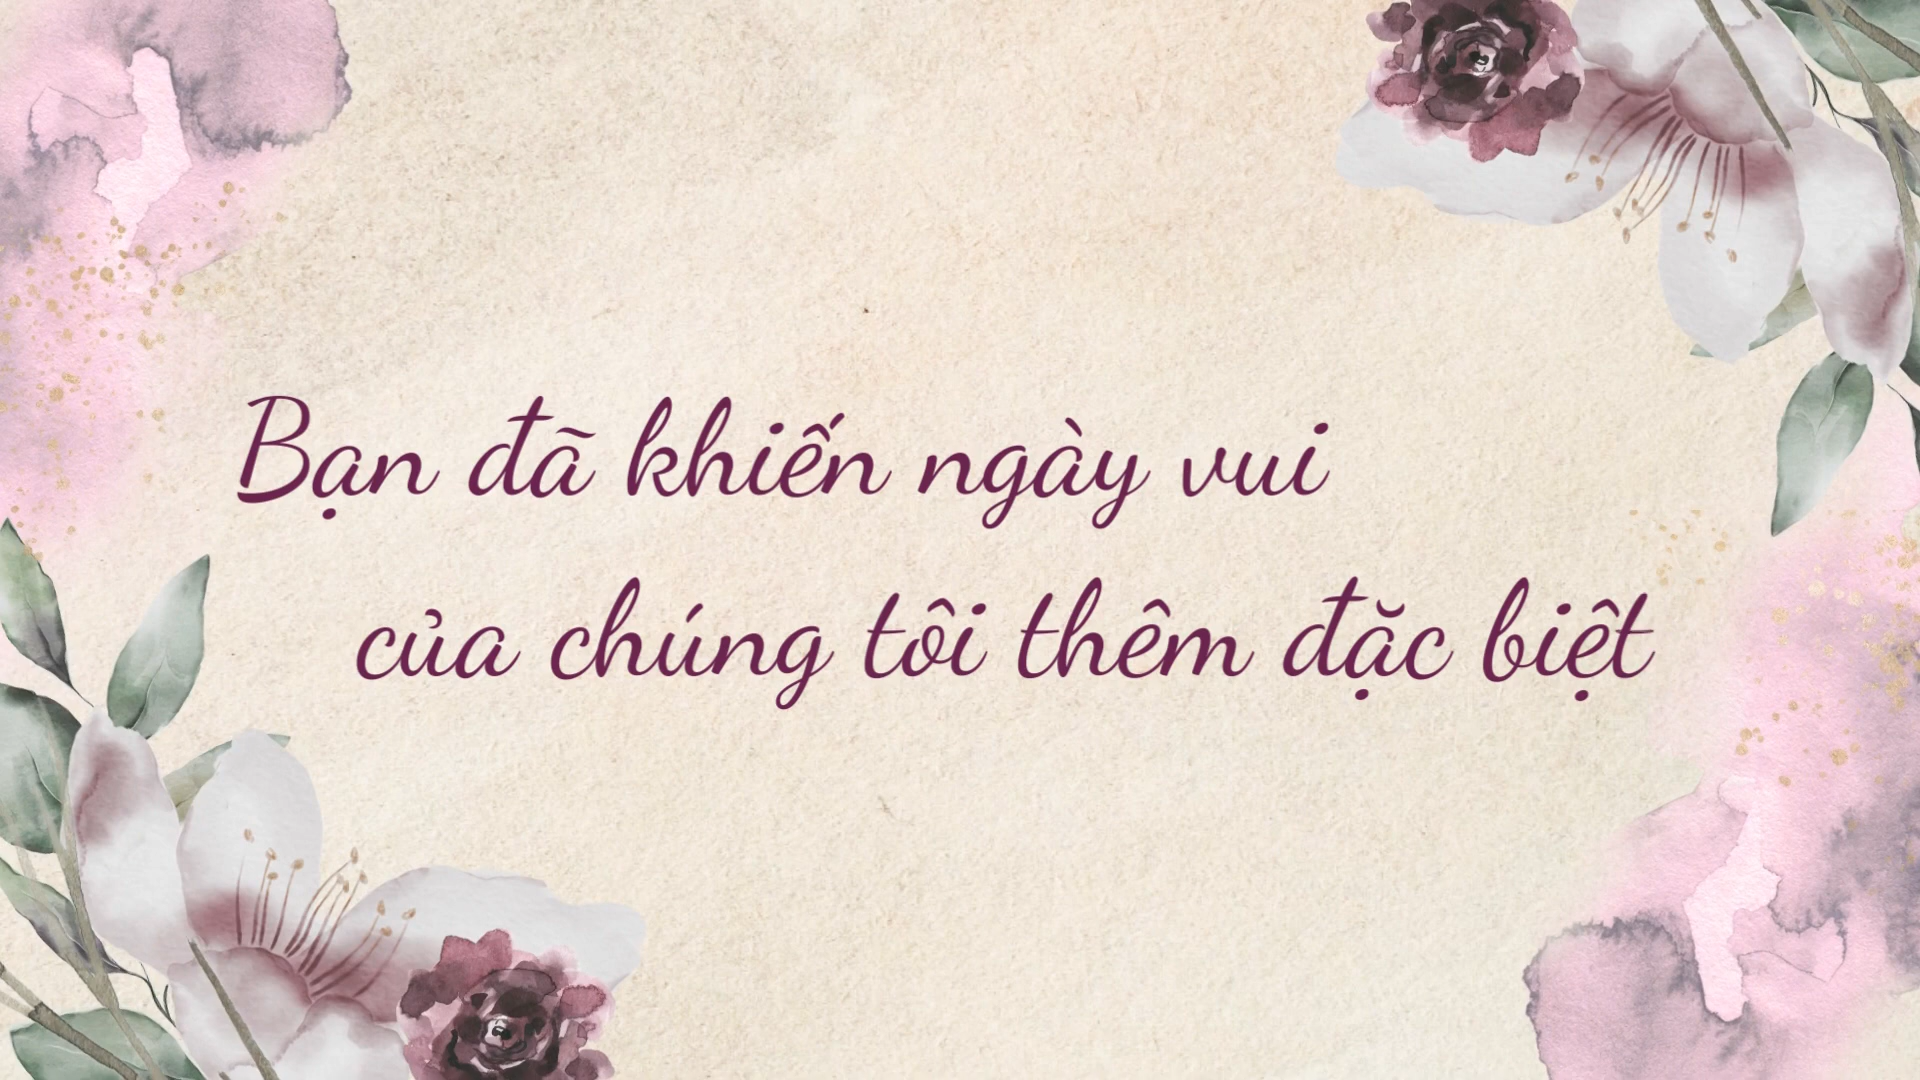 Bạn đã khiến ngày vui
của chúng tôi thêm đặc biệt